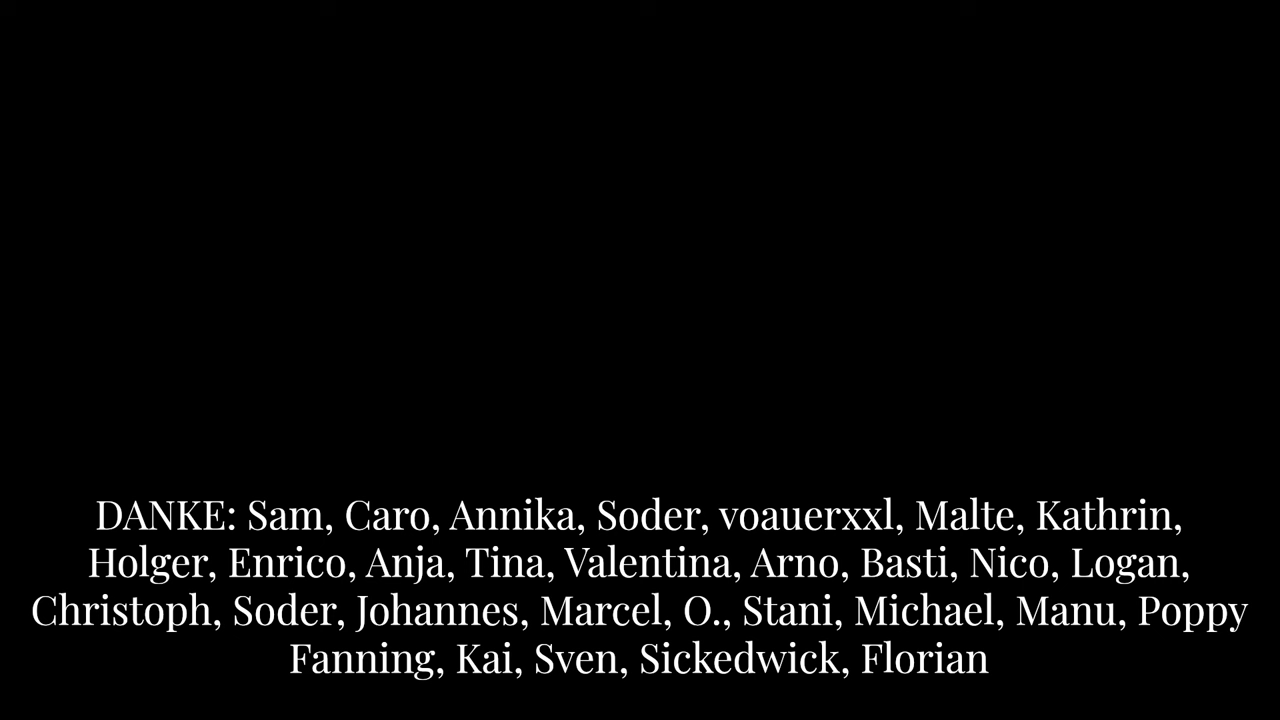 DANKE: Sam, Caro, Annika, Soder, voauerxxl, Malte, Kathrin,
Holger, Enrico, Anja, Tina, Valentina, Arno, Basti, Nico, Logan,
Christoph, Soder, Johannes, Marcel, O., Stani, Michael, Manu, Poppy
Fanning, Kai, Sven, Sickedwick, Florian